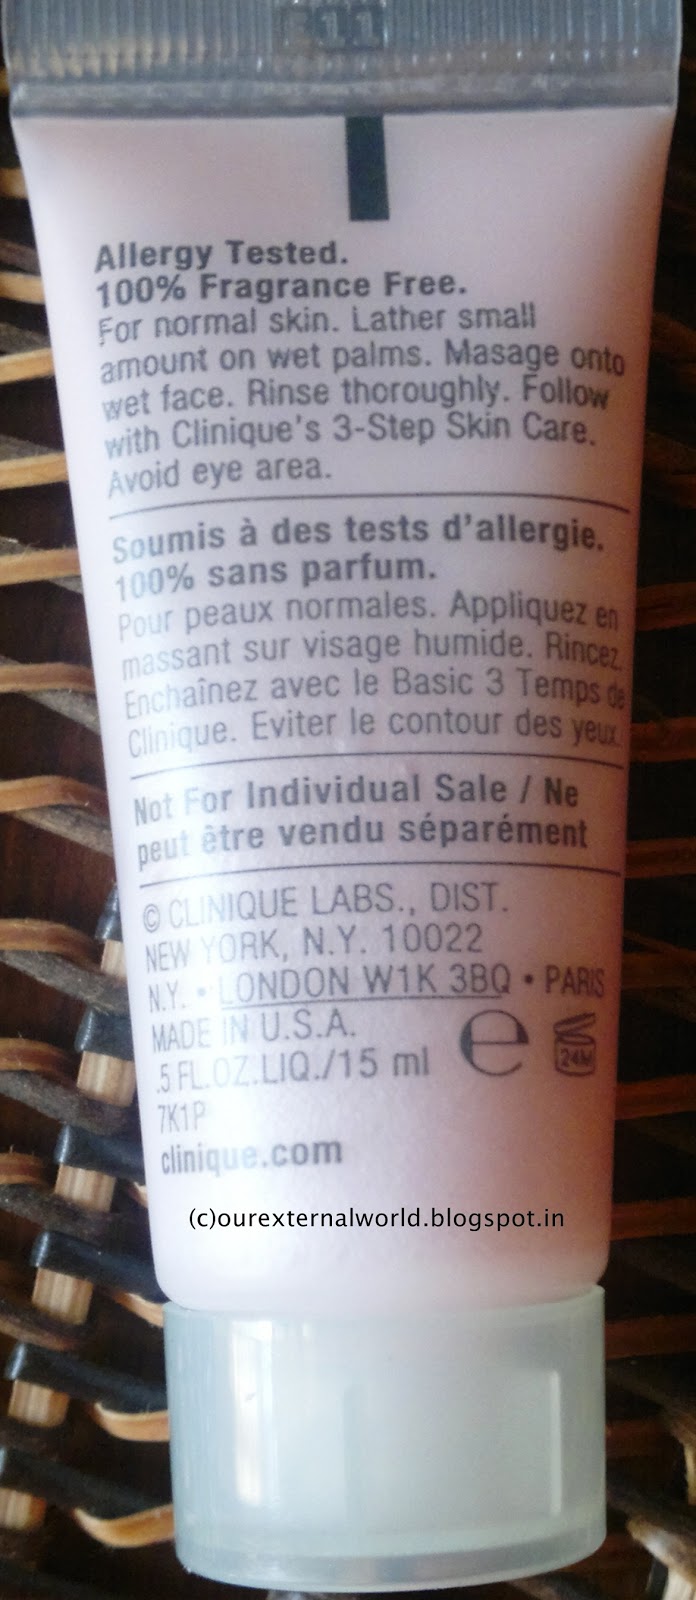 Allergy Tested.
100% Fragrance Free.
For normal skin. Lather small
amount on wet palms. Masage onto
wet face. Rinse thoroughly. Follow
with Clinique's 3-Step Skin Care.
Avoid eye area.
Soumis à des tests d'allergie.
100% sans parfum.
Pour peaux normales. Appliquez en
massant sur visage humide. Rincez.
Enchaînez avec le Basic 3 Temps de
Clinique. Eviter le contour des yeux.
Not For Individual Sale / Ne
peut être vendu séparément
© CLINIQUE LABS., DIST.
NEW YORK, N.Y. 10022
N.Y. • LONDON W1K 3BQ • PARIS
MADE IN U.S.A.
.5 FL.OZ.LIQ./15 ml e 24M
7K1P
clinique.com
(c)ourexternalworld.blogspot.in